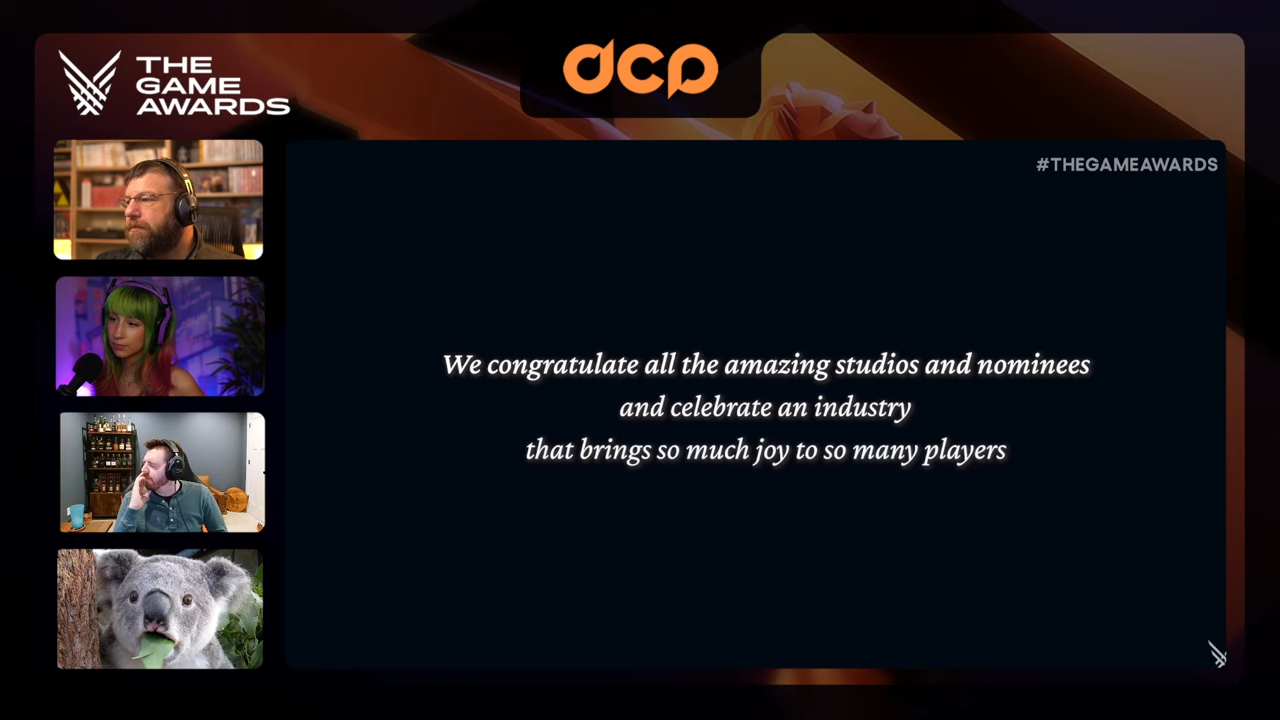 THE
GAME
AWARDS
dcp
#THEGAMEAWARDS
We congratulate all the amazing studios and nominees
and celebrate an industry
that brings so much joy to so many players